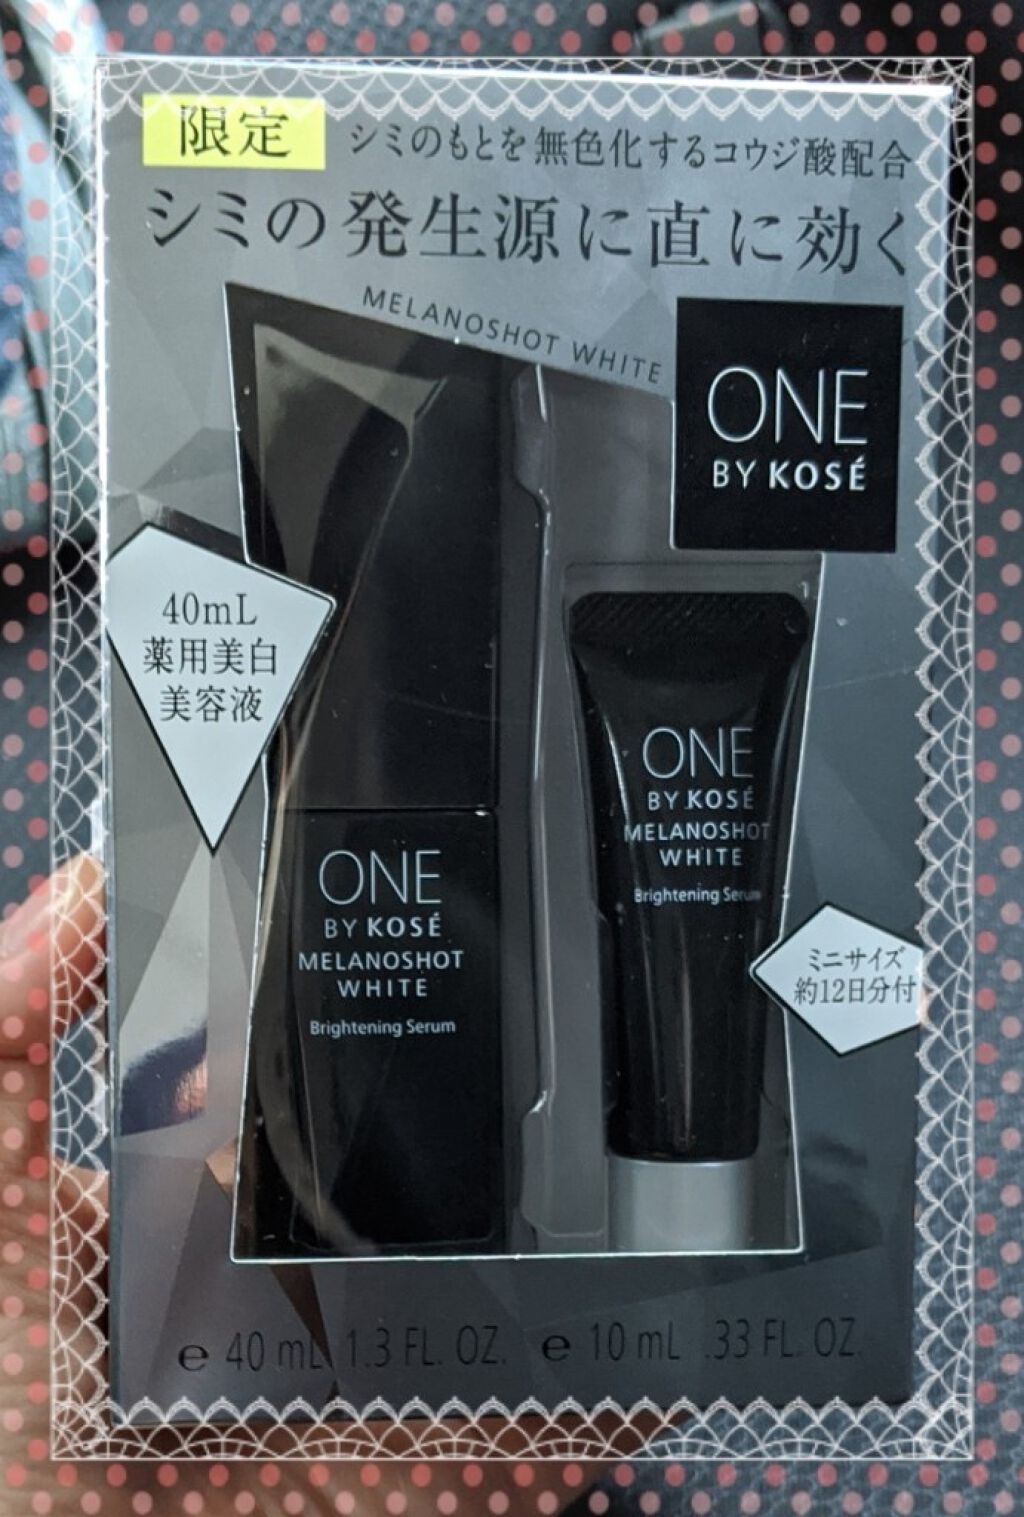 限定
シミのもとを無色化するコウジ酸配合
シミの発生源に直に効く
MELANOSHOT WHITE
ONE
BY KOSÉ
40mL
薬用美白
美容液
ONE
BY KOSÉ
MELANOSHOT
WHITE
Brightening Serum
ONE
BY KOSÉ
MELANOSHOT
WHITE
Brightening Serum
ミニサイズ
約12日分付
e 40 mL 1.3 FL. OZ. e 10 mL .33 FL. OZ.